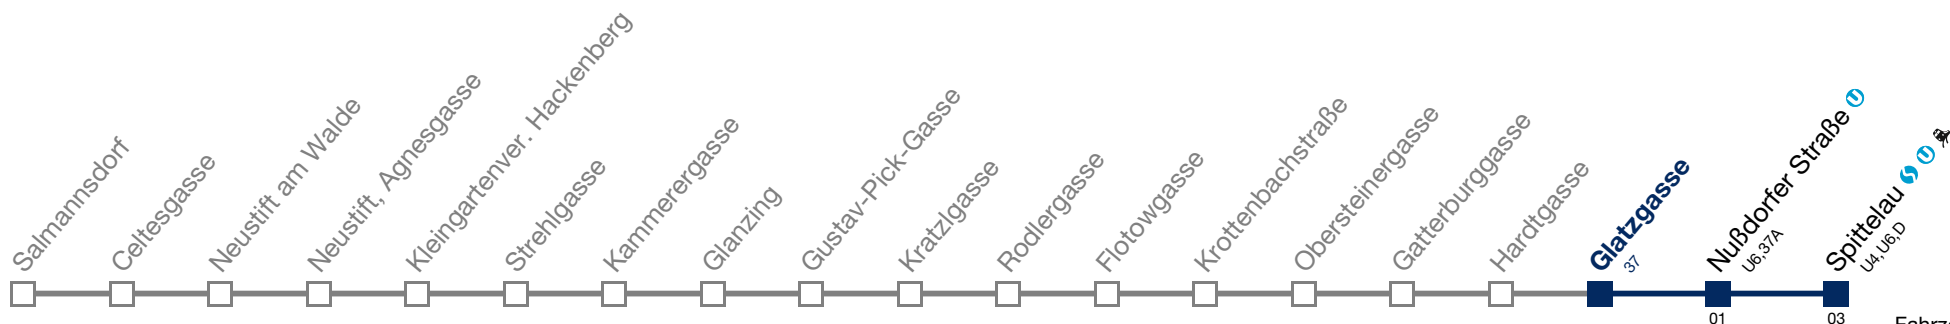 Salmannsdorf
Celtesgasse
Neustift am Walde
Neustift, Agnesgasse
Kleingartenver. Hackenberg
Strehlgasse
Kammerergasse
Glanzing
Gustav-Pick-Gasse
Kratzlgasse
Rodlergasse
Flotowgasse
Krottenbachstraße
Obersteinergasse
Gatterburggasse
Hardtgasse
Glatzgasse
37
Nußdorfer Straße U
U6,37A
Spittelau S U
U4,U6,D
01
03